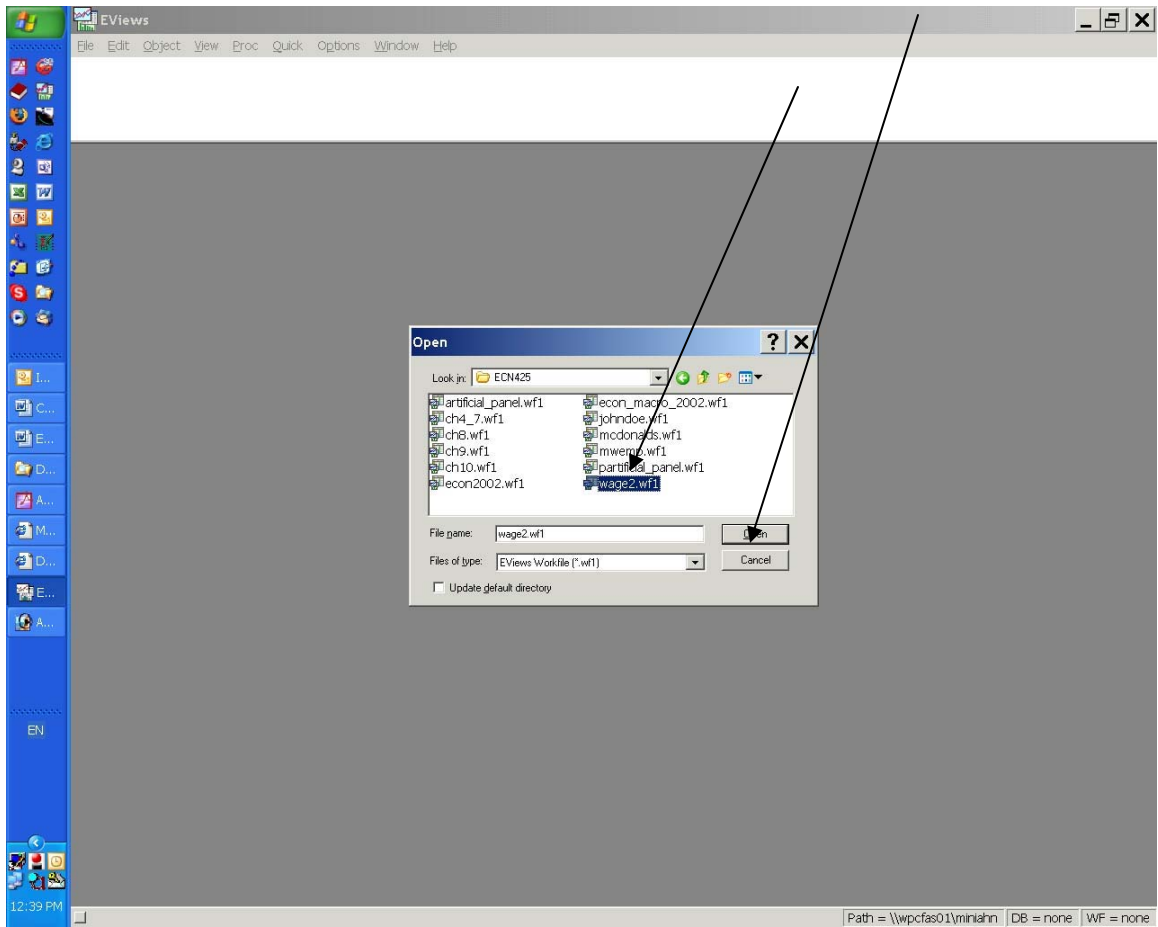 EViews
File Edit Object View Proc Quick Options Window Help
Open
Look in: ECN425
artificial_panel.wf1
ch4_7.wf1
ch8.wf1
ch9.wf1
ch10.wf1
econ2002.wf1
econ_macro_2002.wf1
johndoe.wf1
mcdonalds.wf1
mwemp.wf1
partificial_panel.wf1
wage2.wf1
File name: wage2.wf1
Open
Files of type: EViews Workfile (*.wf1)
Cancel
Update default directory
I...
C...
E...
D...
A...
M...
D...
E...
A...
EN
12:39 PM
Path = \\wpcfas01\miniahn DB = none WF = none